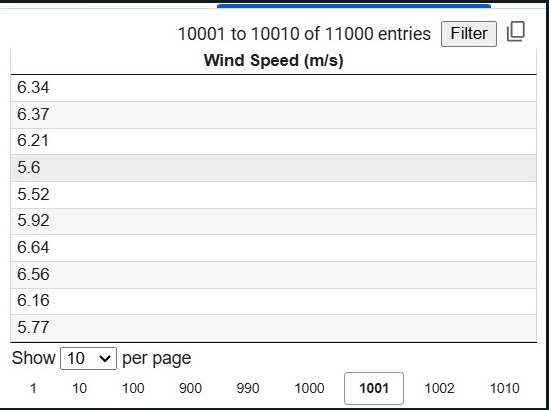 10001 to 10010 of 11000 entries Filter
Wind Speed (m/s)
6.34
6.37
6.21
5.6
5.52
5.92
6.64
6.56
6.16
5.77
Show 10 per page
1 10 100 900 990 1000 1001 1002 1010